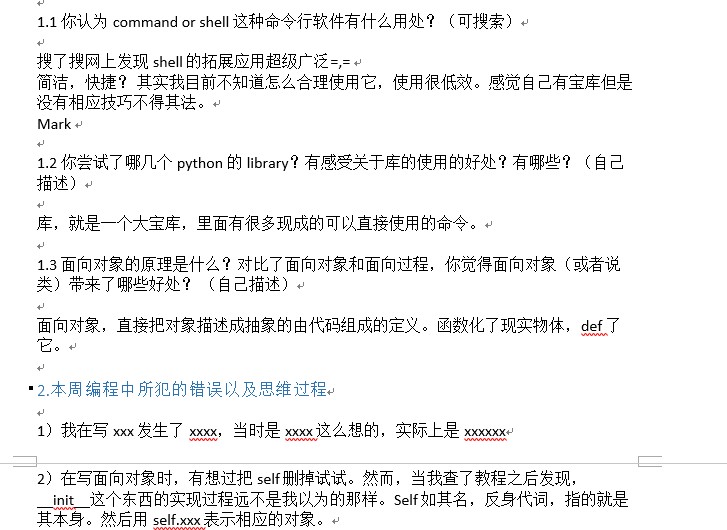 1.1 你认为 command or shell 这种命令行软件有什么用处？（可搜索）
搜了搜网上发现 shell 的拓展应用超级广泛=,=
简洁，快捷？ 其实我目前不知道怎么合理使用它，使用很低效。感觉自己有宝库但是
没有相应技巧不得其法。
Mark
1.2 你尝试了哪几个 python 的 library？有感受关于库的使用的好处？有哪些？（自己
描述）
库，就是一个大宝库，里面有很多现成的可以直接使用的命令。
1.3 面向对象的原理是什么？对比了面向对象和面向过程，你觉得面向对象（或者说
类）带来了哪些好处？ （自己描述）
面向对象，直接把对象描述成抽象的由代码组成的定义。函数化了现实物体，def 了
它。
2.本周编程中所犯的错误以及思维过程
1）我在写 xxx 发生了 xxxx，当时是 xxxx 这么想的，实际上是 xxxxxx
2）在写面向对象时，有想过把 self 删掉试试。然而，当我查了教程之后发现，
__init__ 这个东西的实现过程远不是我以为的那样。Self 如其名，反身代词，指的就是
其本身。然后用 self.xxx 表示相应的对象。